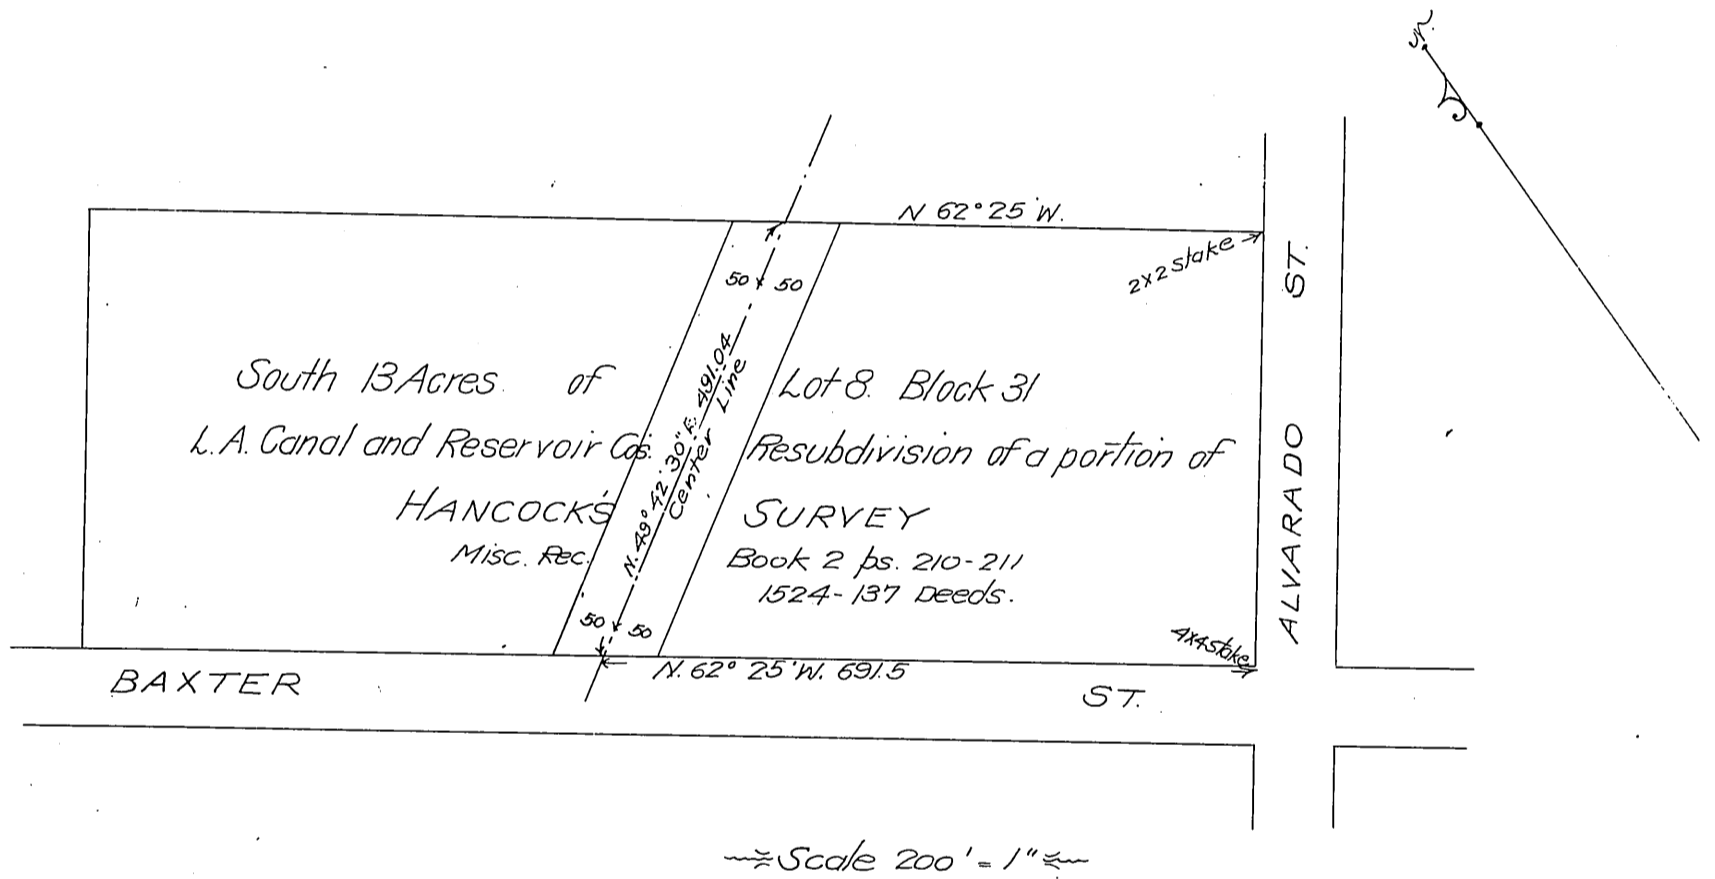 N.
N 62° 25' W.
2x2 stake
ALVARADO ST.
50 50
South 13 Acres of Lot 8. Block 31
L.A. Canal and Reservoir Cos. Resubdivision of a portion of
HANCOCK'S SURVEY
Misc. Rec. Book 2 ps. 210-211
1524-137 Deeds.
N. 49° 42' 30" E. 491.04
Center Line
50 50
4x4 stake
N. 62° 25' W. 691.5
BAXTER ST.
Scale 200' = 1"